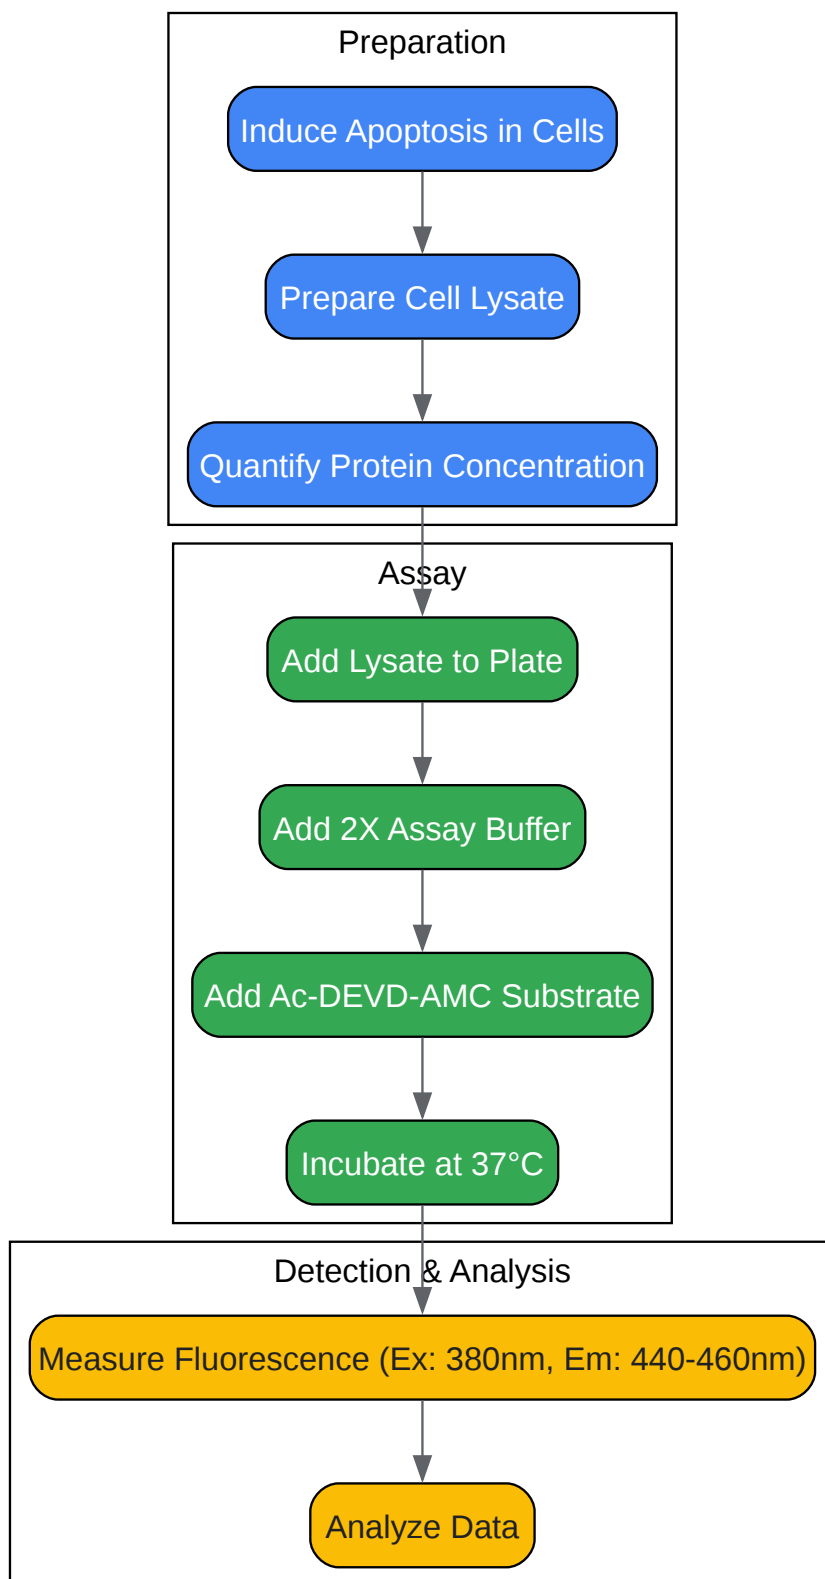 Preparation
Induce Apoptosis in Cells
Prepare Cell Lysate
Quantify Protein Concentration
Assay
Add Lysate to Plate
Add 2X Assay Buffer
Add Ac-DEVD-AMC Substrate
Incubate at 37°C
Detection & Analysis
Measure Fluorescence (Ex: 380nm, Em: 440-460nm)
Analyze Data